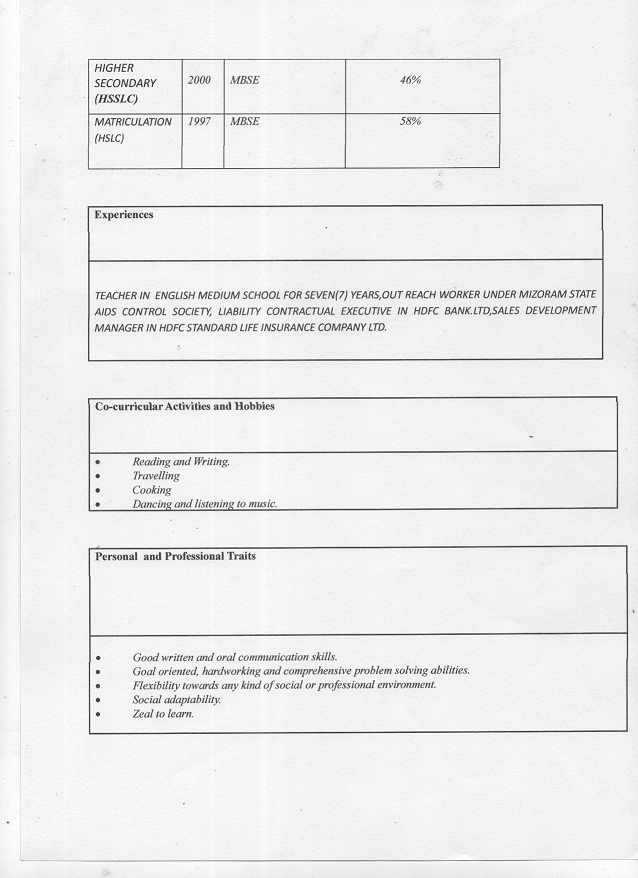 HIGHER
SECONDARY 2000 MBSE 46%
(HSSLC)
MATRICULATION 1997 MBSE 58%
(HSLC)
Experiences
TEACHER IN ENGLISH MEDIUM SCHOOL FOR SEVEN(7) YEARS,OUT REACH WORKER UNDER MIZORAM STATE
AIDS CONTROL SOCIETY, LIABILITY CONTRACTUAL EXECUTIVE IN HDFC BANK.LTD,SALES DEVELOPMENT
MANAGER IN HDFC STANDARD LIFE INSURANCE COMPANY LTD.
Co-curricular Activities and Hobbies
• Reading and Writing.
• Travelling
• Cooking
• Dancing and listening to music.
Personal and Professional Traits
• Good written and oral communication skills.
• Goal oriented, hardworking and comprehensive problem solving abilities.
• Flexibility towards any kind of social or professional environment.
• Social adaptability.
• Zeal to learn.